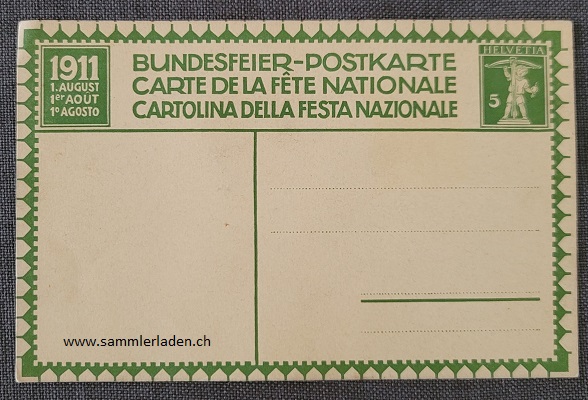 1911
1. AUGUST
1er AOUT
1o AGOSTO
BUNDESFEIER-POSTKARTE
CARTE DE LA FÊTE NATIONALE
CARTOLINA DELLA FESTA NAZIONALE
HELVETIA
5
www.sammlerladen.ch